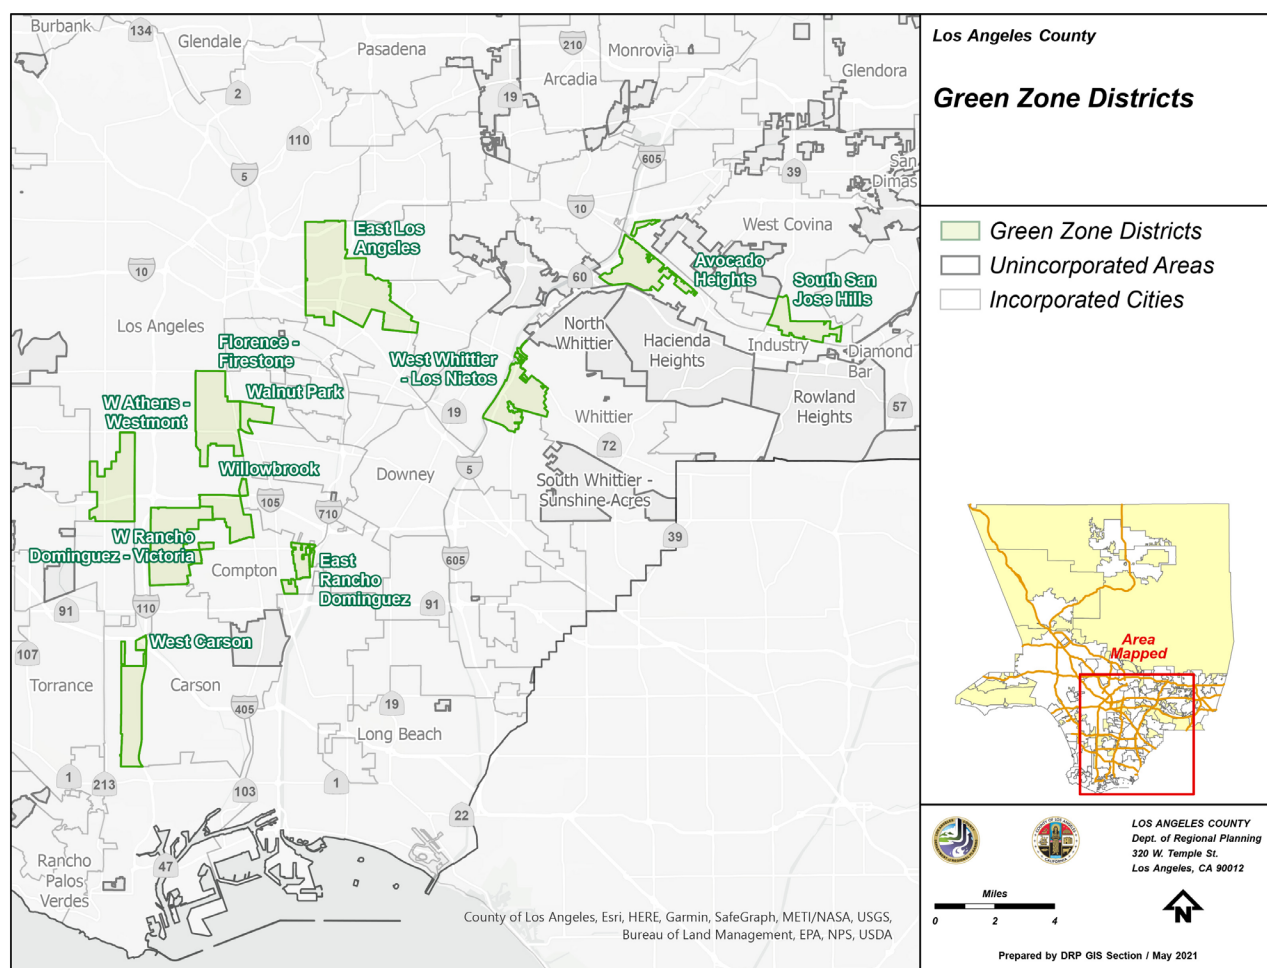 Los Angeles County
Green Zone Districts
Green Zone Districts
Unincorporated Areas
Incorporated Cities
Burbank
134
Glendale
Pasadena
210
Monrovia
Arcadia
Glendora
2
19
110
605
39
San
Dimas
5
10
West Covina
East Los
Angeles
Avocado
Heights
10
60
South San
Jose Hills
Los Angeles
North
Whittier
Hacienda
Heights
Industry
Diamond
Bar
Florence -
Firestone
West Whittier
- Los Nietos
Walnut Park
Rowland
Heights
57
W Athens -
Westmont
19
Whittier
72
Willowbrook
Downey
5
South Whittier -
Sunshine-Acres
105
710
39
W Rancho
Dominguez - Victoria
Compton
East
Rancho
Dominguez
605
91
110
91
107
West Carson
Torrance
Carson
405
19
Long Beach
1
213
103
1
22
47
Rancho
Palos
Verdes
County of Los Angeles, Esri, HERE, Garmin, SafeGraph, METI/NASA, USGS,
Bureau of Land Management, EPA, NPS, USDA
Area
Mapped
LOS ANGELES COUNTY
Dept. of Regional Planning
320 W. Temple St.
Los Angeles, CA 90012
Miles
0 2 4
N
Prepared by DRP GIS Section / May 2021